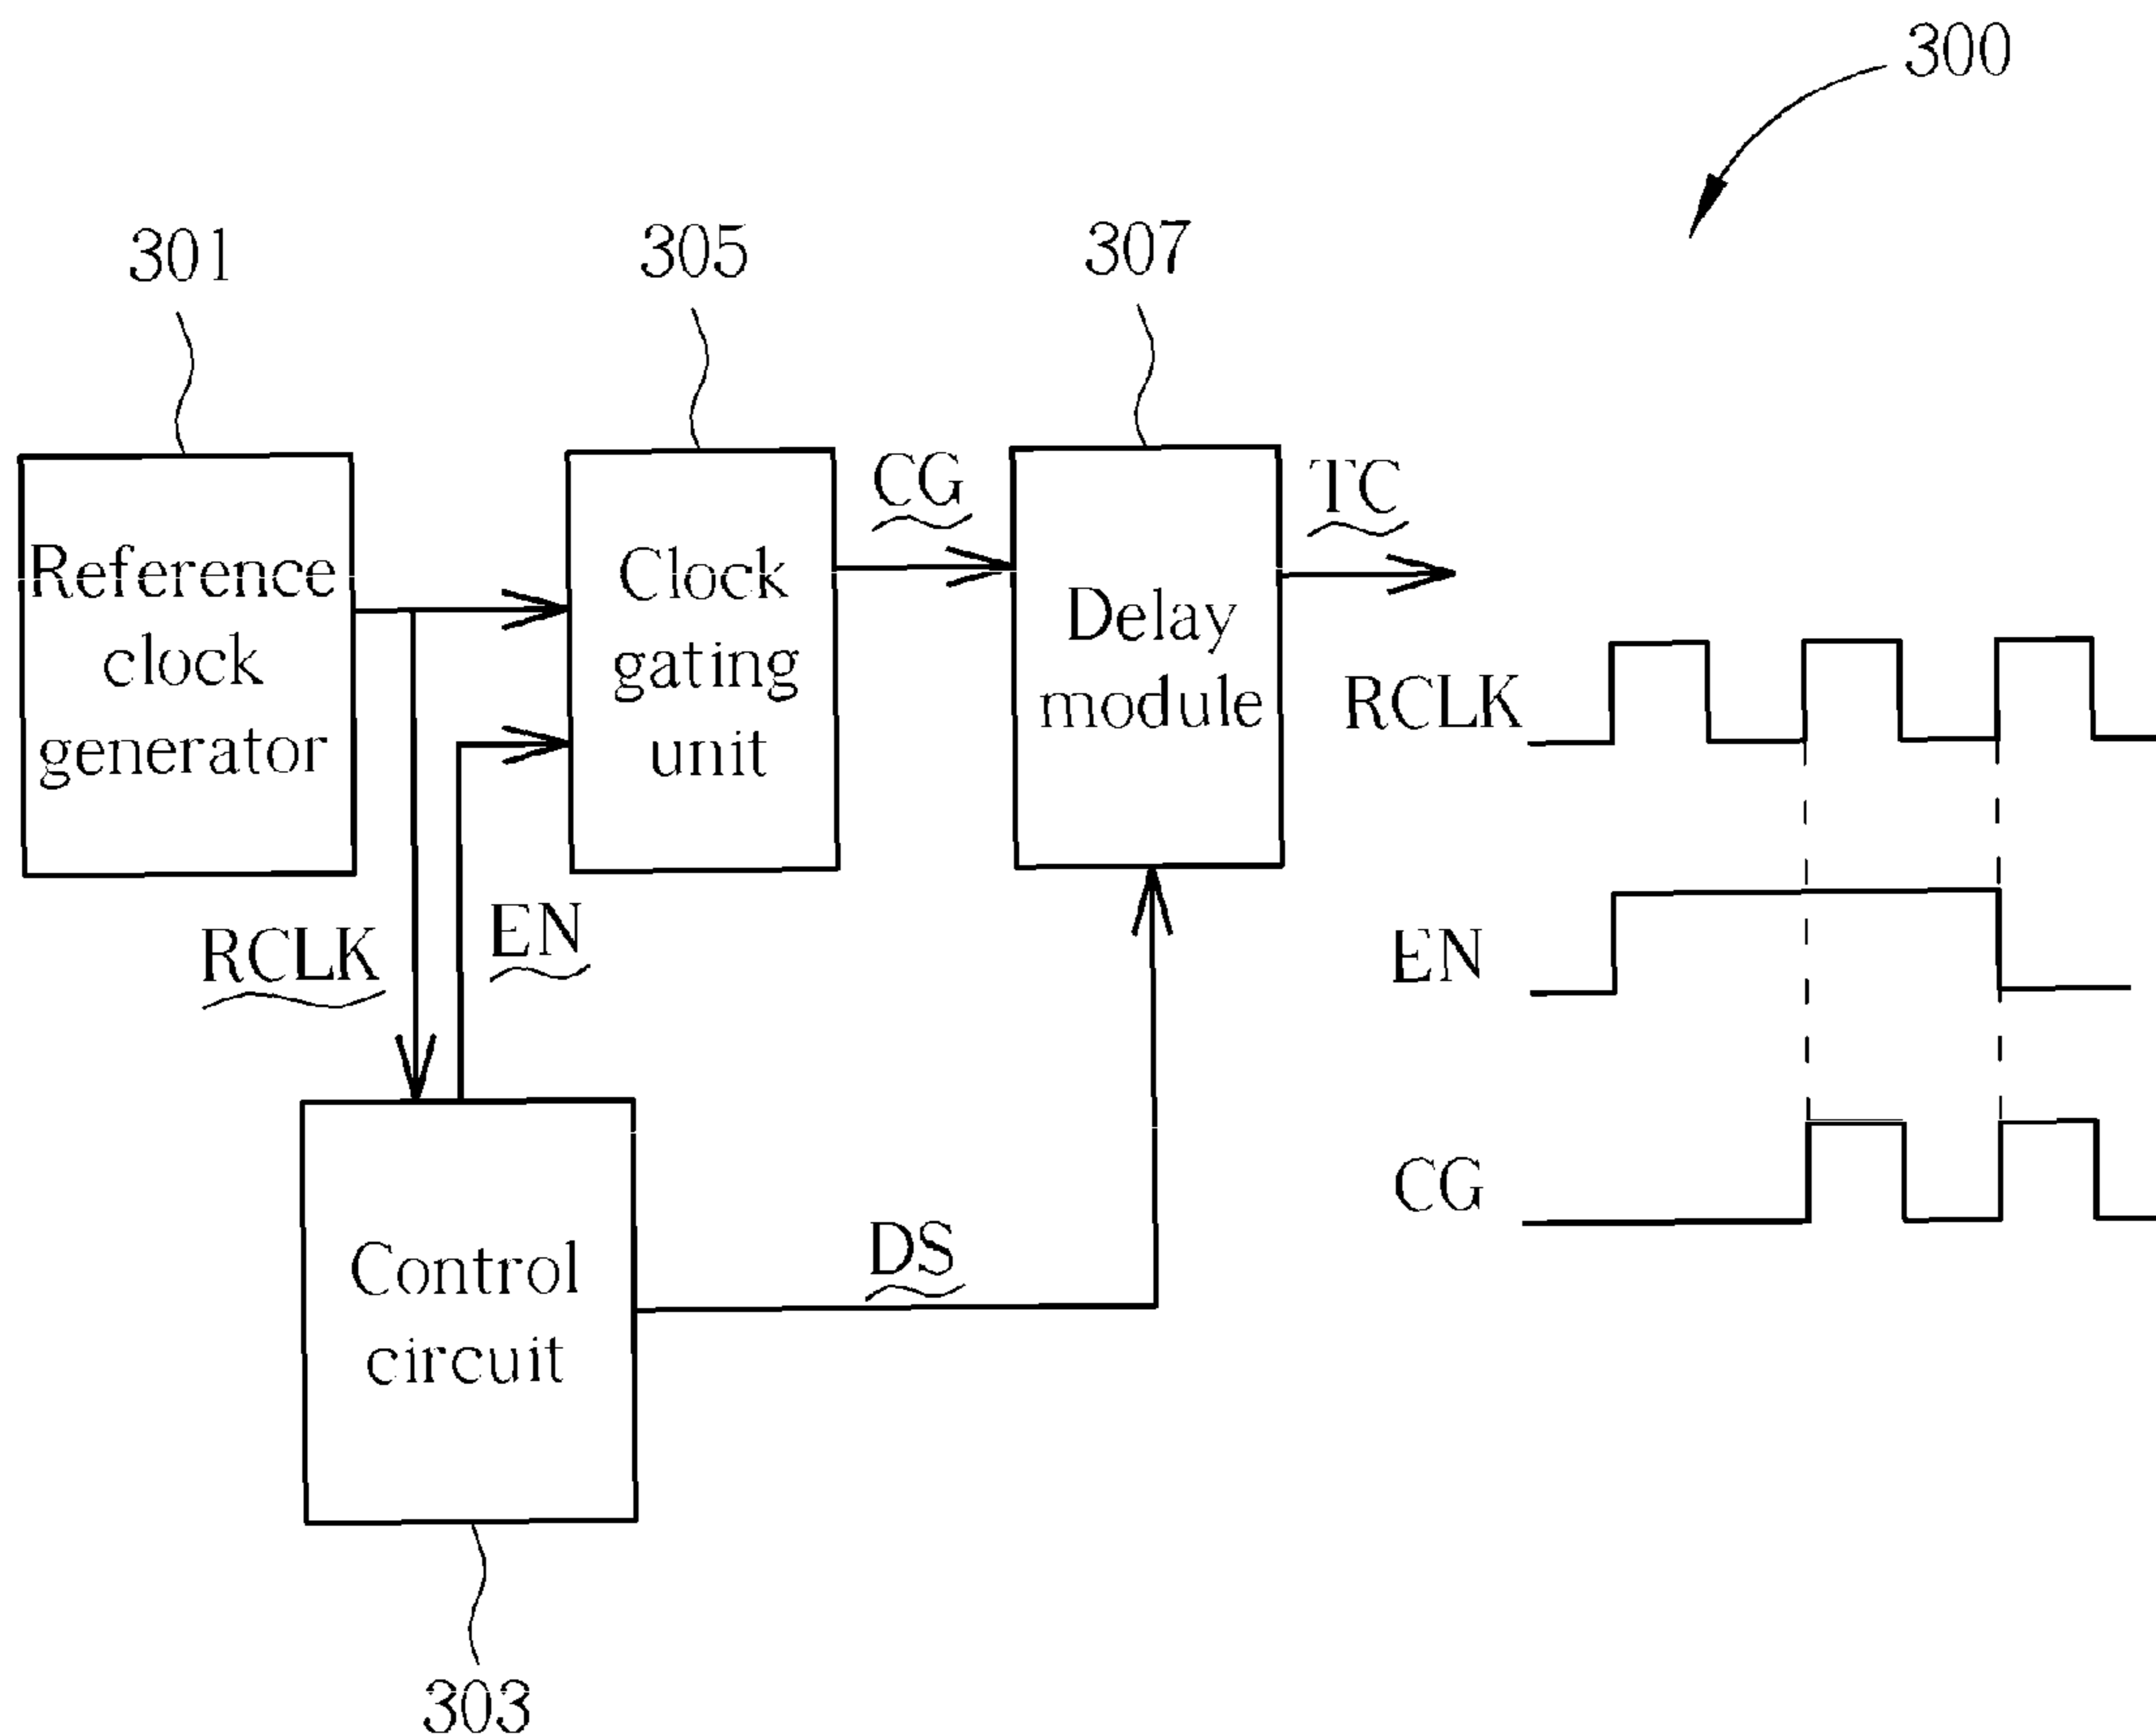 300
301
305
307
Reference
clock
generator
Clock
gating
unit
CG
Delay
module
TC
RCLK
EN
Control
circuit
DS
303
RCLK
EN
CG